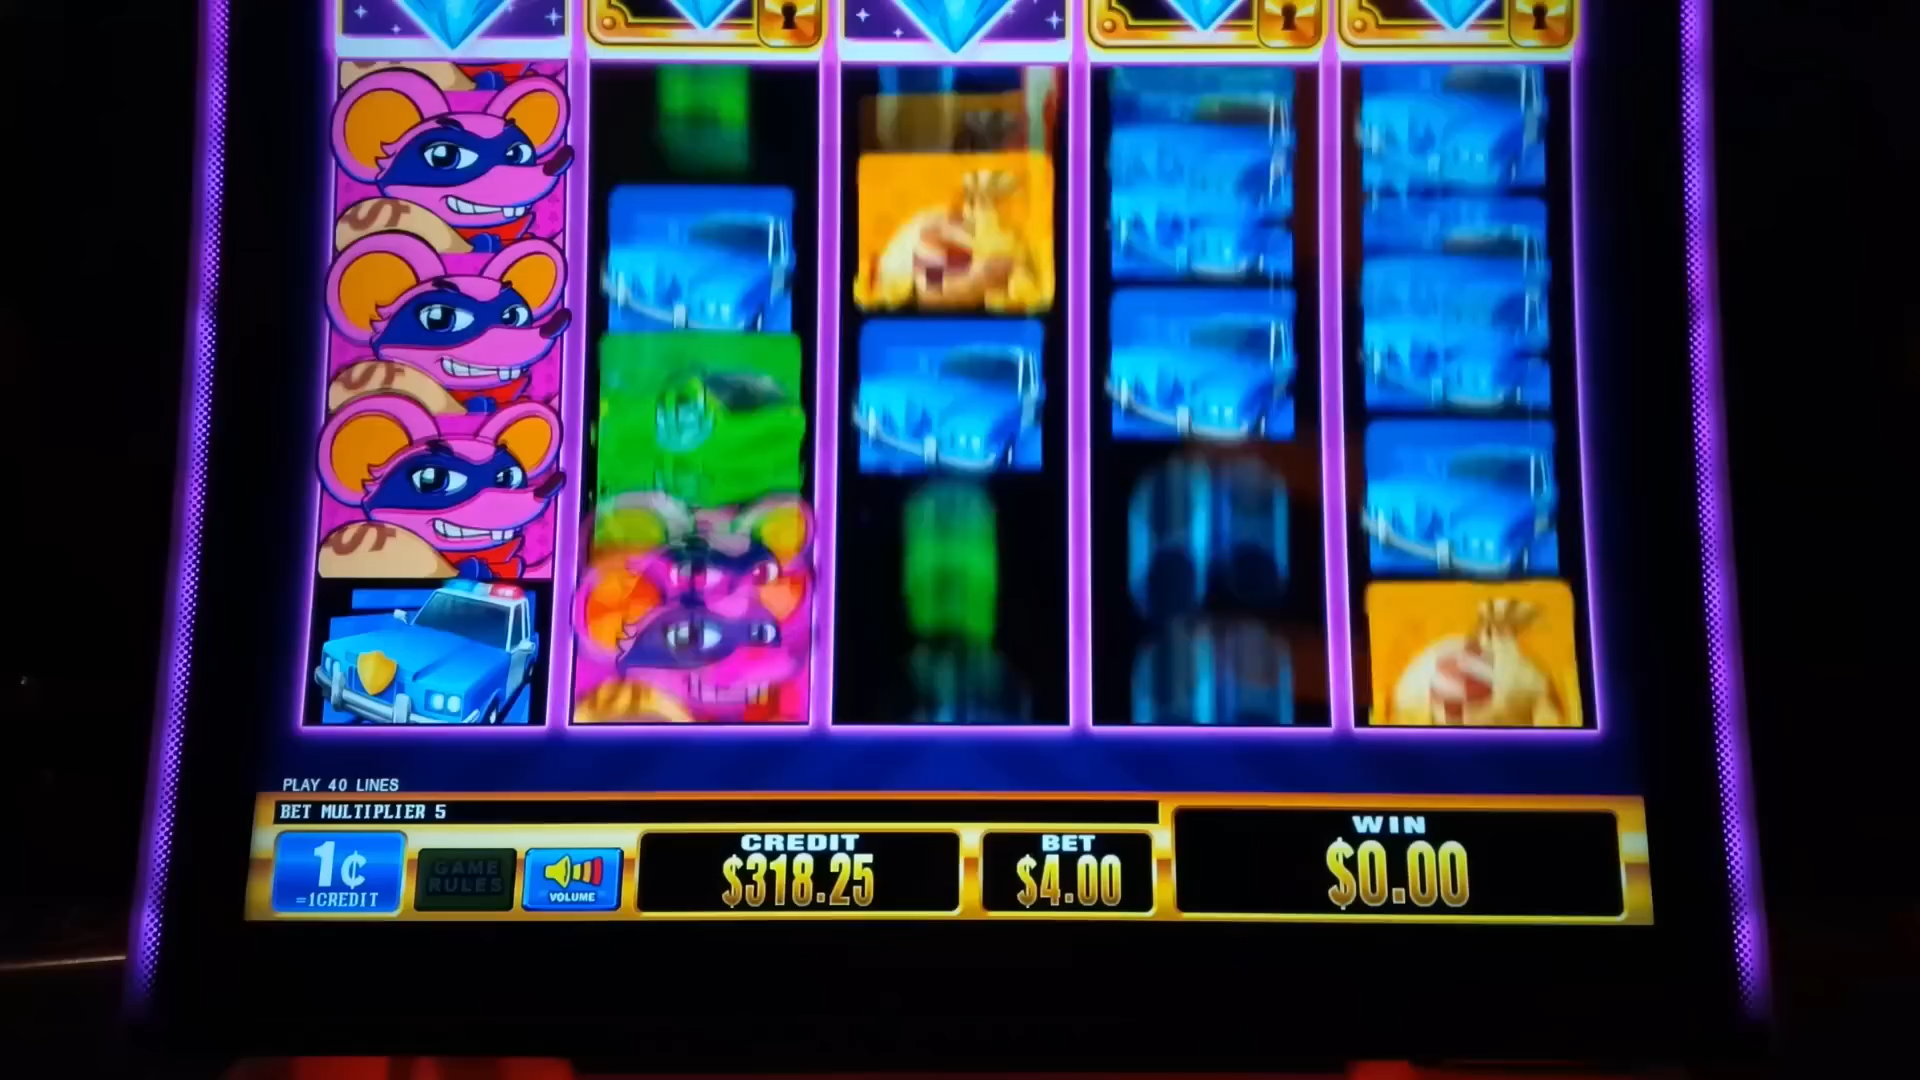 PLAY 40 LINES
BET MULTIPLIER 5
1¢
=1CREDIT
GAME
RULES
VOLUME
CREDIT
$318.25
BET
$4.00
WIN
$0.00